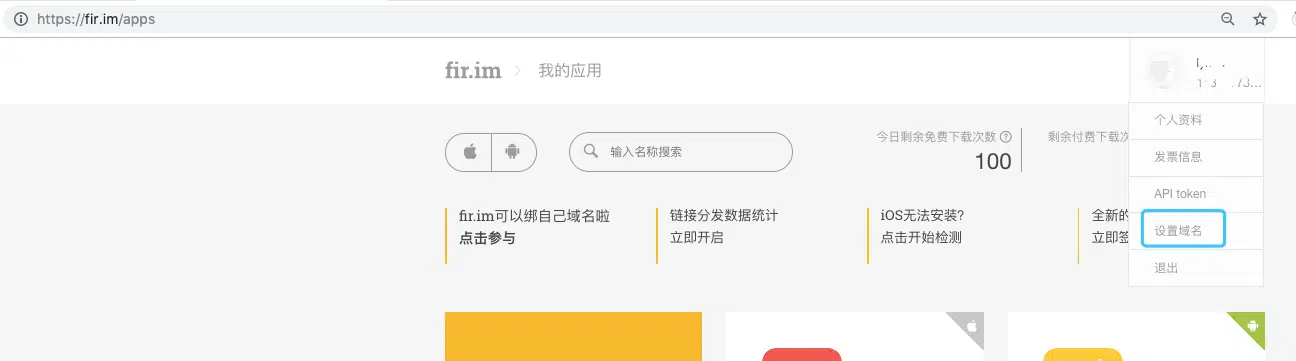 https://fir.im/apps
fir.im
我的应用
个人资料
发票信息
API token
设置域名
退出
输入名称搜索
今日剩余免费下载次数
100
剩余付费下载次
fir.im可以绑自己域名啦
点击参与
链接分发数据统计
立即开启
iOS无法安装?
点击开始检测
全新的
立即签